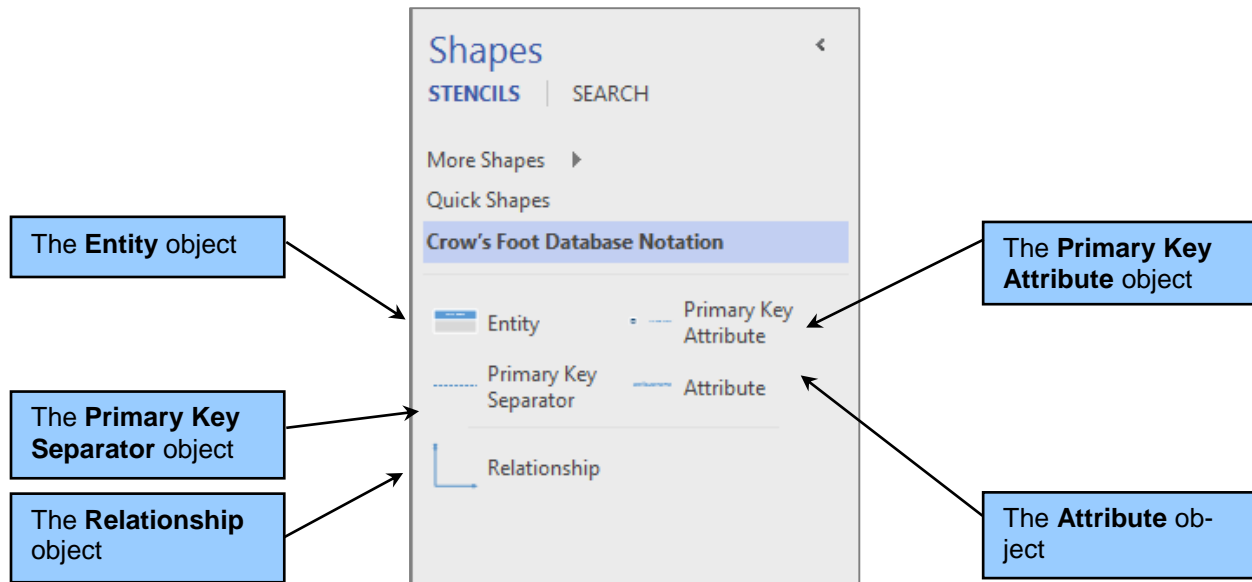 Shapes
STENCILS
SEARCH
More Shapes
Quick Shapes
Crow's Foot Database Notation
Entity
Primary Key
Attribute
Primary Key
Separator
Attribute
Relationship
The Entity object
The Primary Key
Separator object
The Relationship
object
The Primary Key
Attribute object
The Attribute ob-
ject